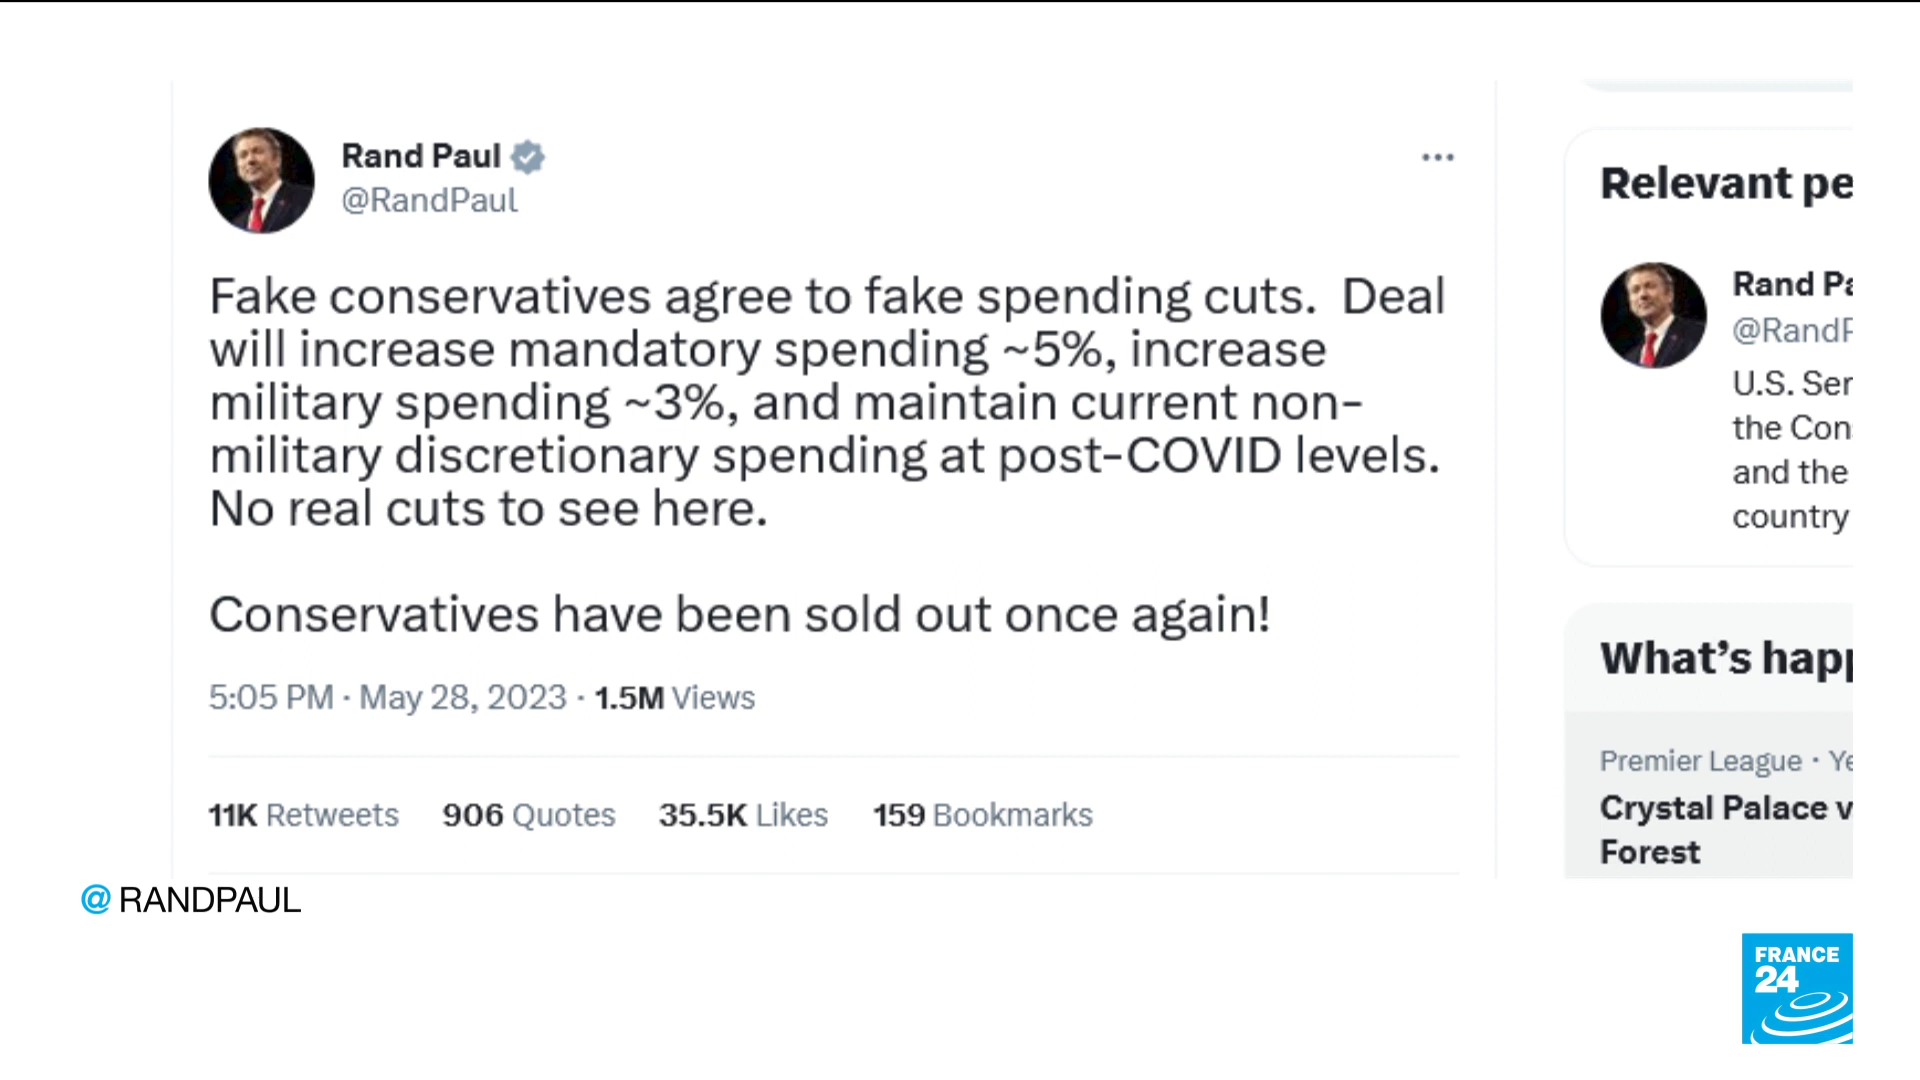 Rand Paul
@RandPaul
Fake conservatives agree to fake spending cuts.  Deal
will increase mandatory spending ~5%, increase
military spending ~3%, and maintain current non-
military discretionary spending at post-COVID levels.
No real cuts to see here.
Conservatives have been sold out once again!
5:05 PM · May 28, 2023 · 1.5M Views
11K Retweets 906 Quotes 35.5K Likes 159 Bookmarks
Relevant pe
Rand Pa
@RandP
U.S. Sen
the Con
and the
country
What’s happ
Premier League · Ye
Crystal Palace v
Forest
@ RANDPAUL
FRANCE
24